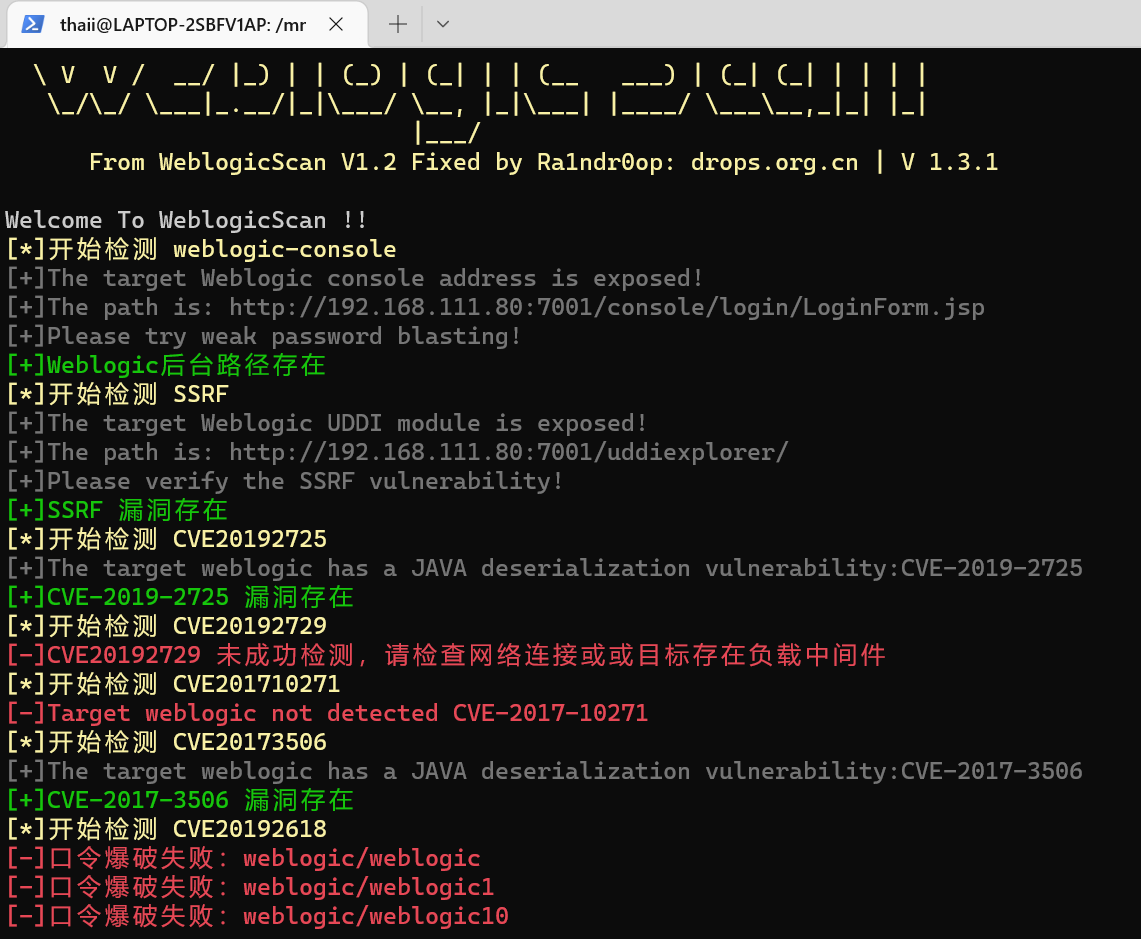 thaii@LAPTOP-2SBFV1AP: /mr
\ V  V /  __/ |_) | | (_) | (_| | | (__   ___) | (_| (_| | | | |
\_/\_/ \___|_.__/|_|\___/ \__, |_|\___| |____/ \___\__,_|_| |_|
|___/
From WeblogicScan V1.2 Fixed by Ra1ndr0op: drops.org.cn | V 1.3.1
Welcome To WeblogicScan !!
[*]开始检测 weblogic-console
[+]The target Weblogic console address is exposed!
[+]The path is: http://192.168.111.80:7001/console/login/LoginForm.jsp
[+]Please try weak password blasting!
[+]Weblogic后台路径存在
[*]开始检测 SSRF
[+]The target Weblogic UDDI module is exposed!
[+]The path is: http://192.168.111.80:7001/uddiexplorer/
[+]Please verify the SSRF vulnerability!
[+]SSRF 漏洞存在
[*]开始检测 CVE20192725
[+]The target weblogic has a JAVA deserialization vulnerability:CVE-2019-2725
[+]CVE-2019-2725 漏洞存在
[*]开始检测 CVE20192729
[-]CVE20192729 未成功检测，请检查网络连接或或目标存在负载中间件
[*]开始检测 CVE201710271
[-]Target weblogic not detected CVE-2017-10271
[*]开始检测 CVE20173506
[+]The target weblogic has a JAVA deserialization vulnerability:CVE-2017-3506
[+]CVE-2017-3506 漏洞存在
[*]开始检测 CVE20192618
[-]口令爆破失败：weblogic/weblogic
[-]口令爆破失败：weblogic/weblogic1
[-]口令爆破失败：weblogic/weblogic10